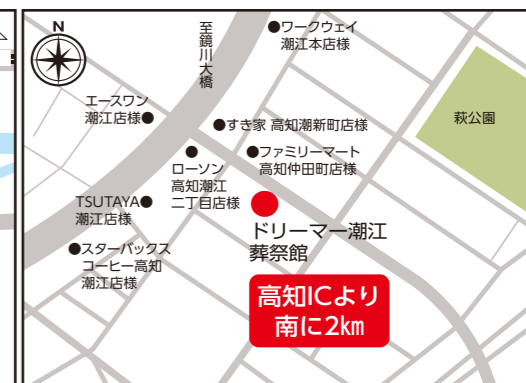 N
至鏡川大橋
●ワークウェイ
潮江本店様
エースワン
潮江店様●
●すき家 高知潮新町店様
萩公園
●ファミリーマート
高知仲田町店様
●
ローソン
高知潮江
二丁目店様
TSUTAYA●
潮江店様
ドリーマー潮江
葬祭館
●スターバックス
コーヒー高知
潮江店様
高知ICより
南に2㎞